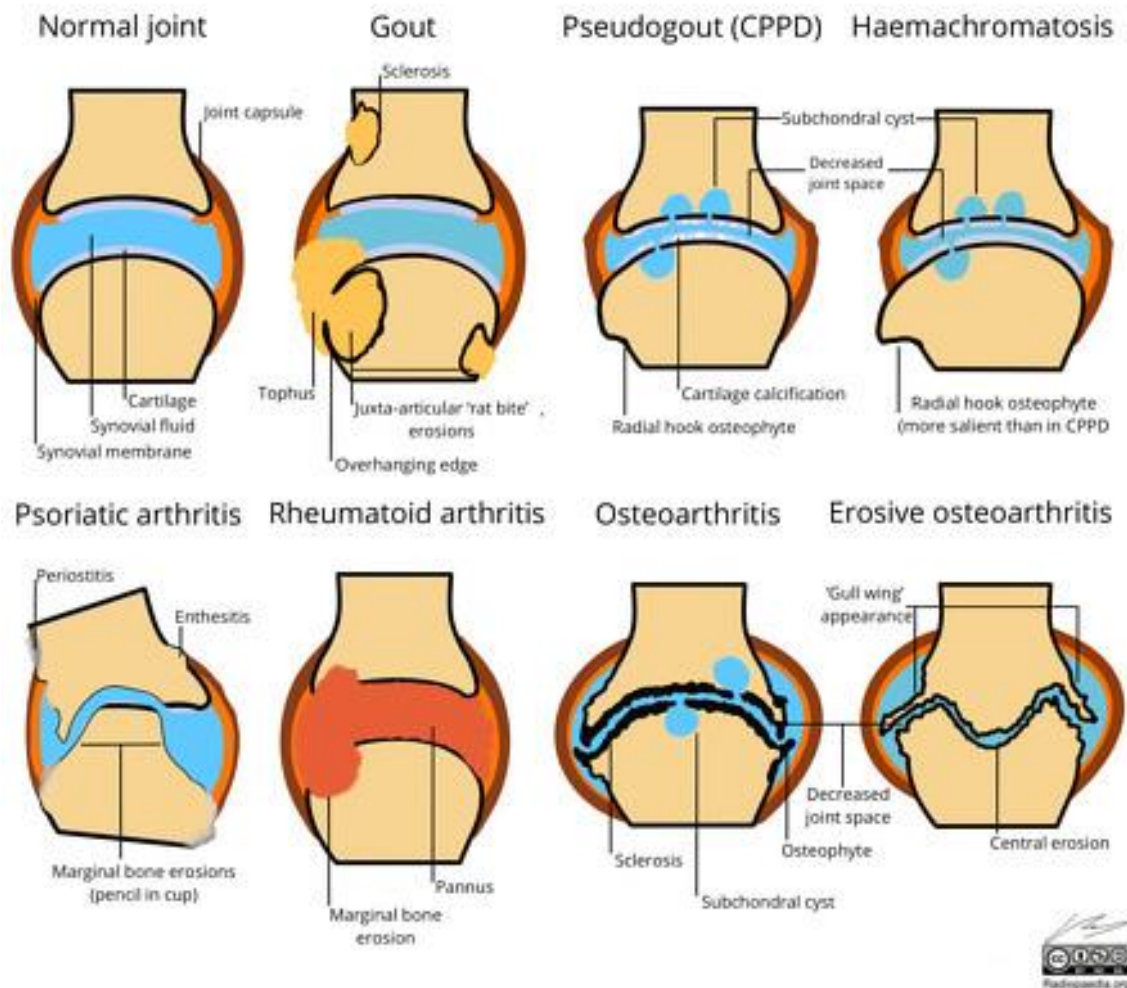 Normal joint
Gout
Pseudogout (CPPD)
Haemachromatosis
Sclerosis
Joint capsule
Subchondral cyst
Decreased
joint space
Cartilage
Synovial fluid
Synovial membrane
Tophus
Juxta-articular 'rat bite' ,
erosions
Overhanging edge
Cartilage calcification
Radial hook osteophyte
Radial hook osteophyte
(more salient than in CPPD
Psoriatic arthritis
Rheumatoid arthritis
Osteoarthritis
Erosive osteoarthritis
Periostitis
Enthesitis
'Gull wing'
appearance
Marginal bone erosions
(pencil in cup)
Pannus
Marginal bone
erosion
Sclerosis
Subchondral cyst
Decreased
joint space
Osteophyte
Central erosion
cc
Radiopaedia.org